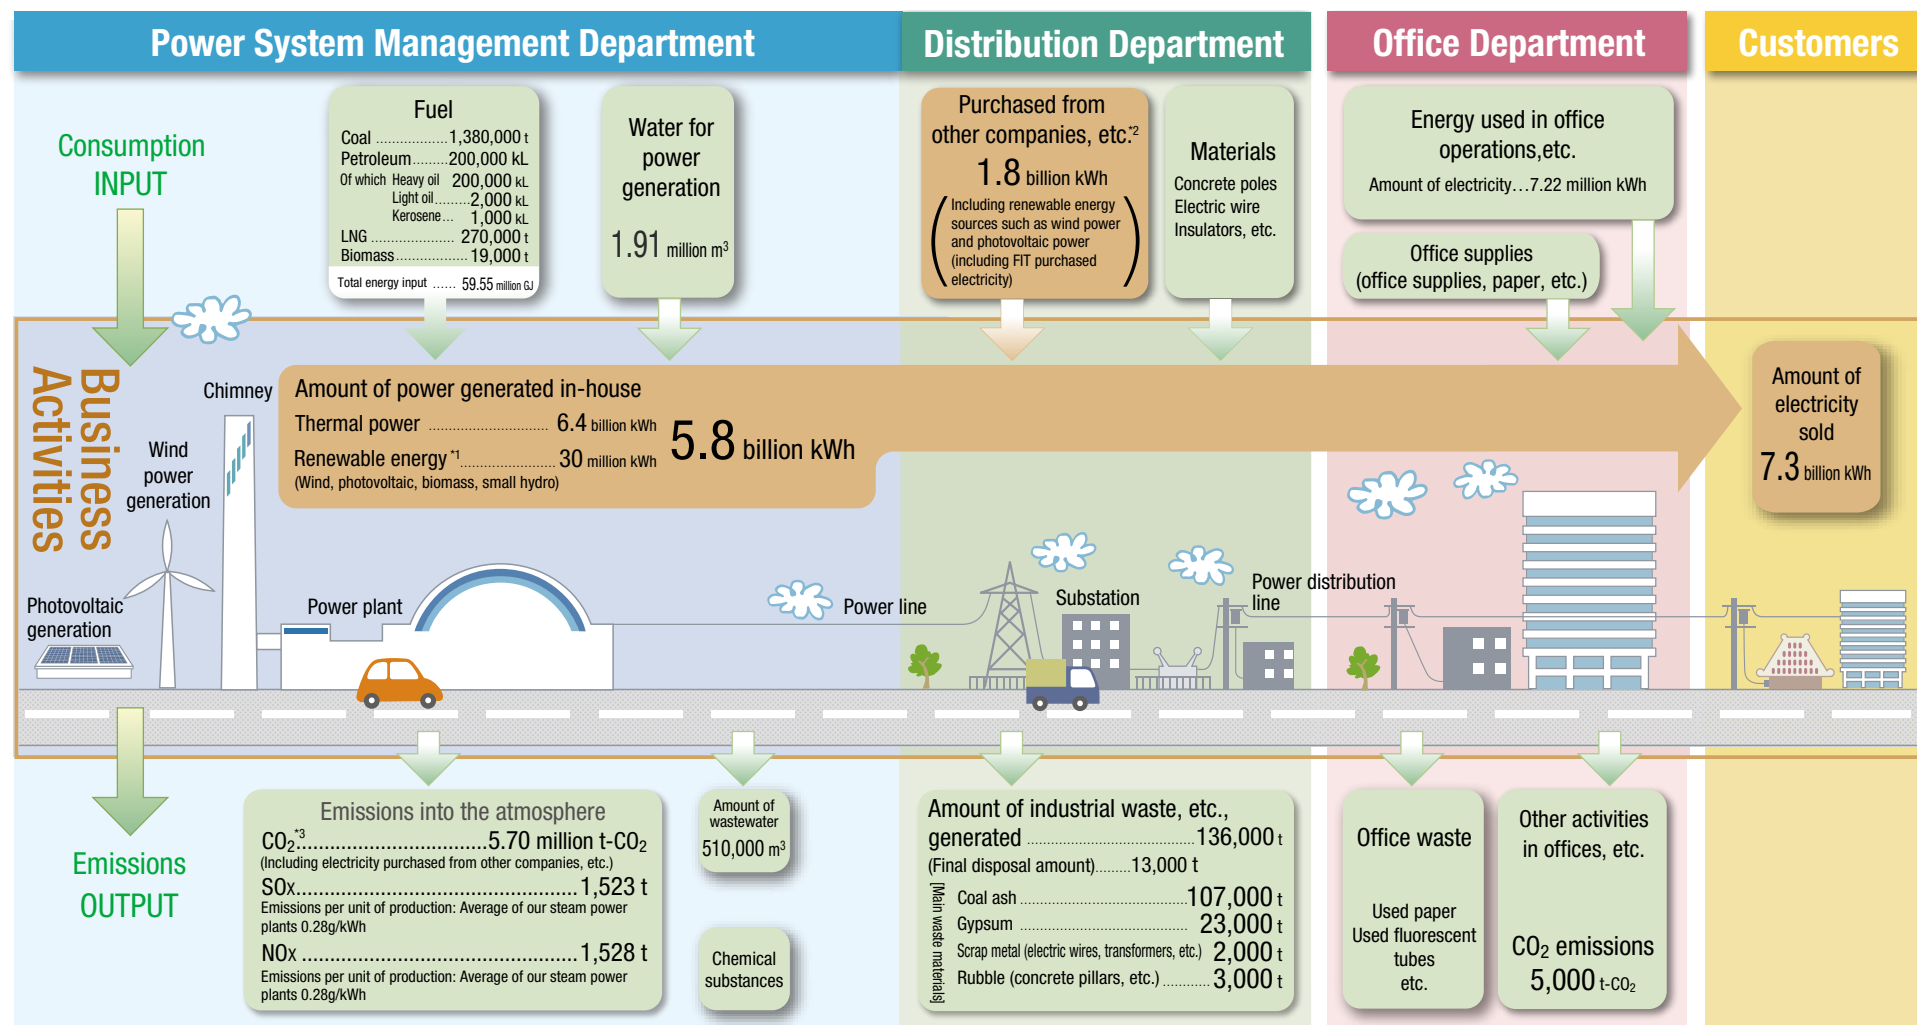 Power System Management Department
Distribution Department
Office Department
Customers
Consumption
INPUT
Fuel
Coal ................. 1,380,000 t
Petroleum.........200,000 kL
Of which Heavy oil 200,000 kL
Light oil.........2,000 kL
Kerosene... 1,000 kL
LNG ..................... 270,000 t
Biomass.................. 19,000 t
Total energy input ...... 59.55 million GJ
Water for
power
generation
1.91 million m³
Purchased from
other companies, etc.*2
1.8 billion kWh
(Including renewable energy
sources such as wind power
and photovoltaic power
(including FIT purchased
electricity)
)
Materials
Concrete poles
Electric wire
Insulators, etc.
Energy used in office
operations,etc.
Amount of electricity...7.22 million kWh
Office supplies
(office supplies, paper, etc.)
Business
Activities
Chimney
Wind
power
generation
Photovoltaic
generation
Amount of power generated in-house
Thermal power .............................. 6.4 billion kWh
Renewable energy *1........................ 30 million kWh
(Wind, photovoltaic, biomass, small hydro)
5.8 billion kWh
Amount of
electricity
sold
7.3 billion kWh
Power plant
Power line
Substation
Power distribution
line
Emissions
OUTPUT
Emissions into the atmosphere
CO₂*3................................5.70 million t-CO₂
(Including electricity purchased from other companies, etc.)
SOx................................................1,523 t
Emissions per unit of production: Average of our steam power
plants 0.28g/kWh
NOx ...............................................1,528 t
Emissions per unit of production: Average of our steam power
plants 0.28g/kWh
Amount of
wastewater
510,000 m³
Chemical
substances
Amount of industrial waste, etc.,
generated ....................................136,000 t
(Final disposal amount).........13,000 t
[Main waste materials]
Coal ash ..........................................107,000 t
Gypsum .......................................... 23,000 t
Scrap metal (electric wires, transformers, etc.) 2,000 t
Rubble (concrete pillars, etc.) ............ 3,000 t
Office waste
Used paper
Used fluorescent
tubes
etc.
Other activities
in offices, etc.
CO₂ emissions
5,000 t-CO₂